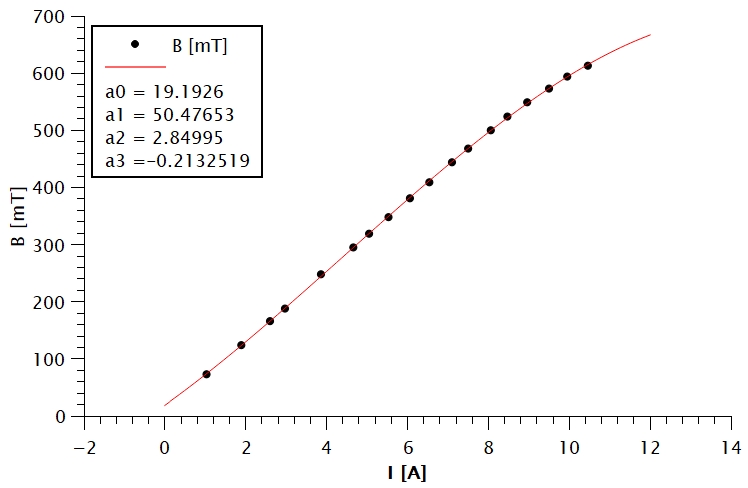 700
600
500
400
300
200
100
0
B [mT]
B [mT]
a0 = 19.1926
a1 = 50.47653
a2 = 2.84995
a3 =−0.2132519
−2 0 2 4 6 8 10 12 14
I [A]